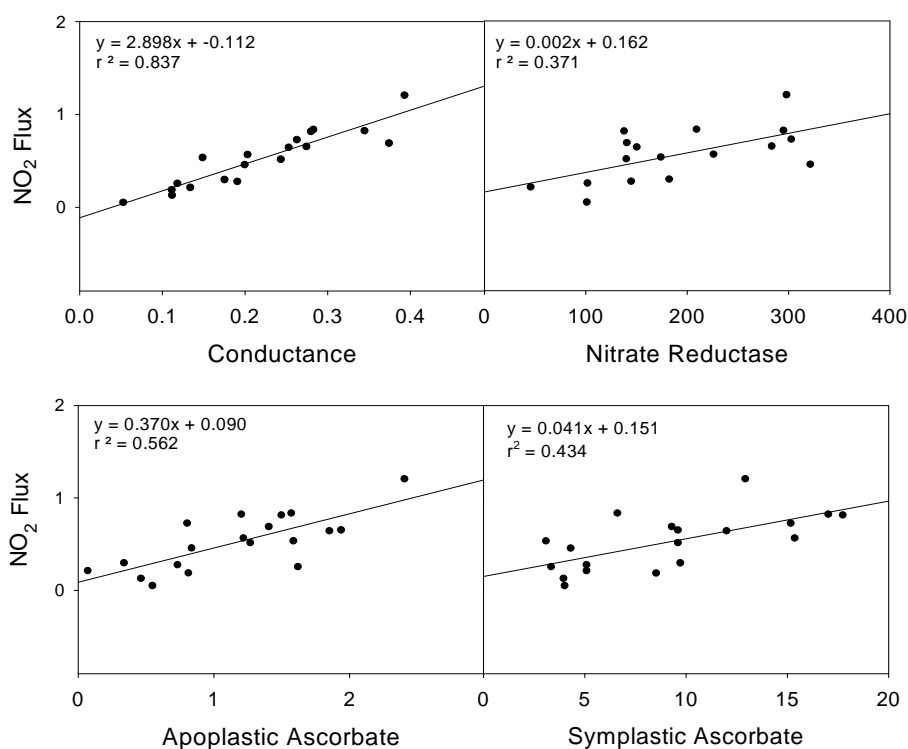 y = 2.898x + -0.112
r ² = 0.837
y = 0.002x + 0.162
r ² = 0.371
NO₂ Flux
2
1
0
0.0 0.1 0.2 0.3 0.4
0 100 200 300 400
Conductance
Nitrate Reductase
y = 0.370x + 0.090
r ² = 0.562
y = 0.041x + 0.151
r² = 0.434
NO₂ Flux
2
1
0
0 1 2
0 5 10 15 20
Apoplastic Ascorbate
Symplastic Ascorbate